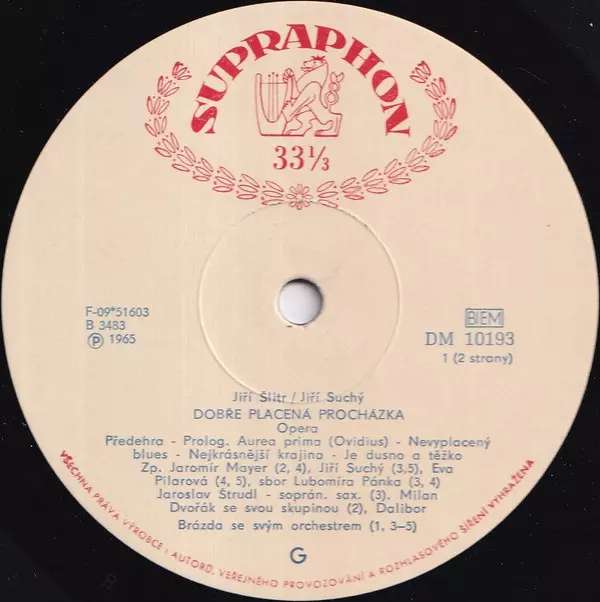 SUPRAPHON
33⅓
F-09*51603
B 3483
Ⓟ 1965
BIEM
DM 10193
1 (2 strany)
Jiří Šlitr / Jiří Suchý
DOBŘE PLACENÁ PROCHÁZKA
Opera
Předehra - Prolog. Aurea prima (Ovidius) - Nevyplacený
blues - Nejkrásnější krajina - Je dusno a těžko
Zp. Jaromír Mayer (2, 4), Jiří Suchý (3,5), Eva
Pilarová (4, 5), sbor Lubomíra Pánka (3, 4)
Jaroslav Štrudl - soprán. sax. (3). Milan
Dvořák se svou skupinou (2), Dalibor
Brázda se svým orchestrem (1, 3–5)
G
VŠECHNA PRÁVA VÝROBCE I AUTORŮ, VEŘEJNÉHO PROVOZOVÁNÍ A ROZHLASOVÉHO ŠÍŘENÍ VYHRAŽENA